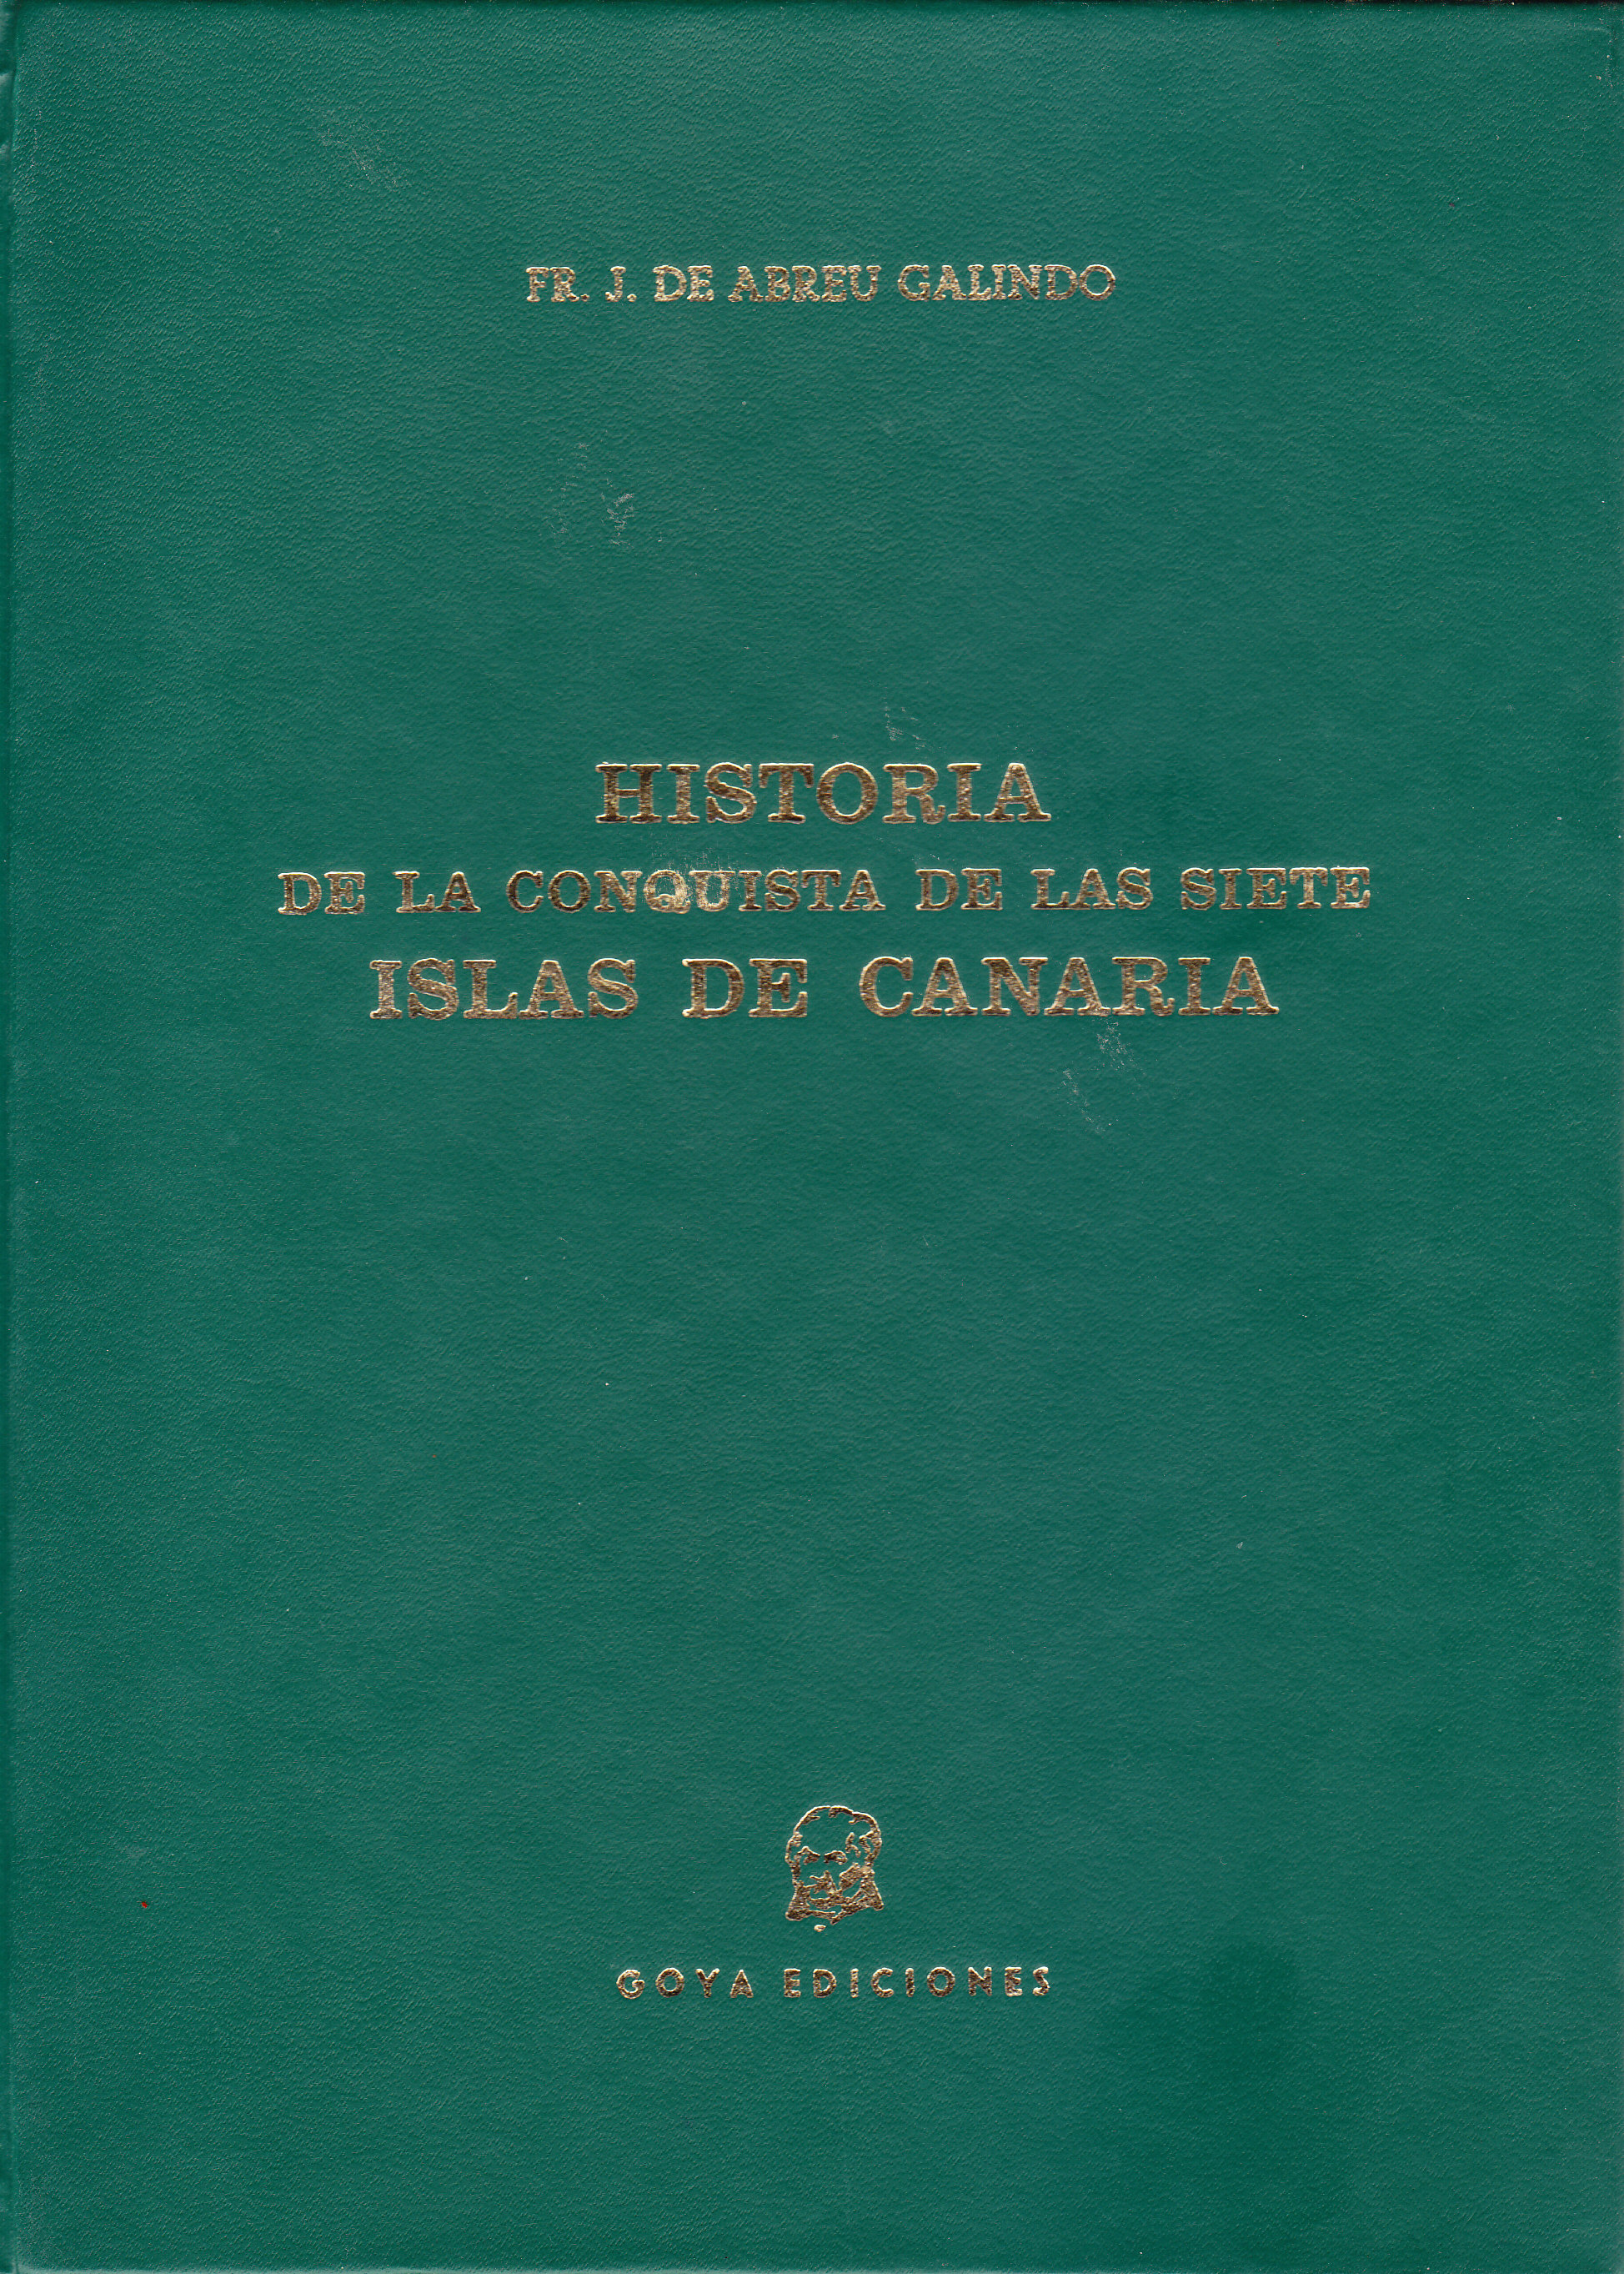 FR. J. DE ABREU GALINDO
HISTORIA
DE LA CONQUISTA DE LAS SIETE
ISLAS DE CANARIA
GOYA EDICIONES